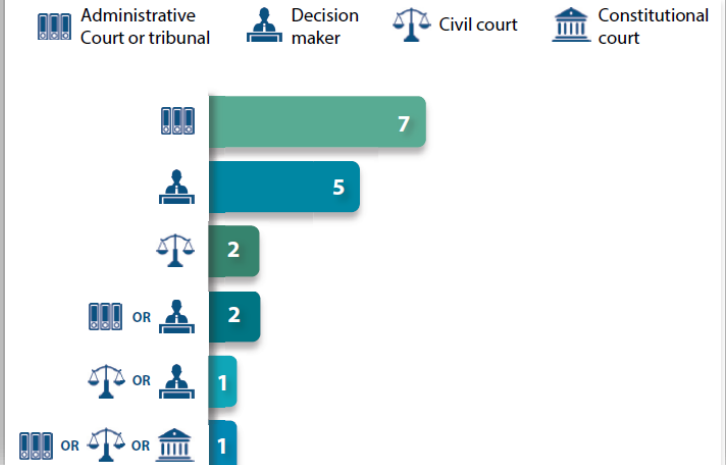 Administrative
Court or tribunal
Decision
maker
Civil court
Constitutional
court
7
5
2
OR
2
OR
1
OR OR
1